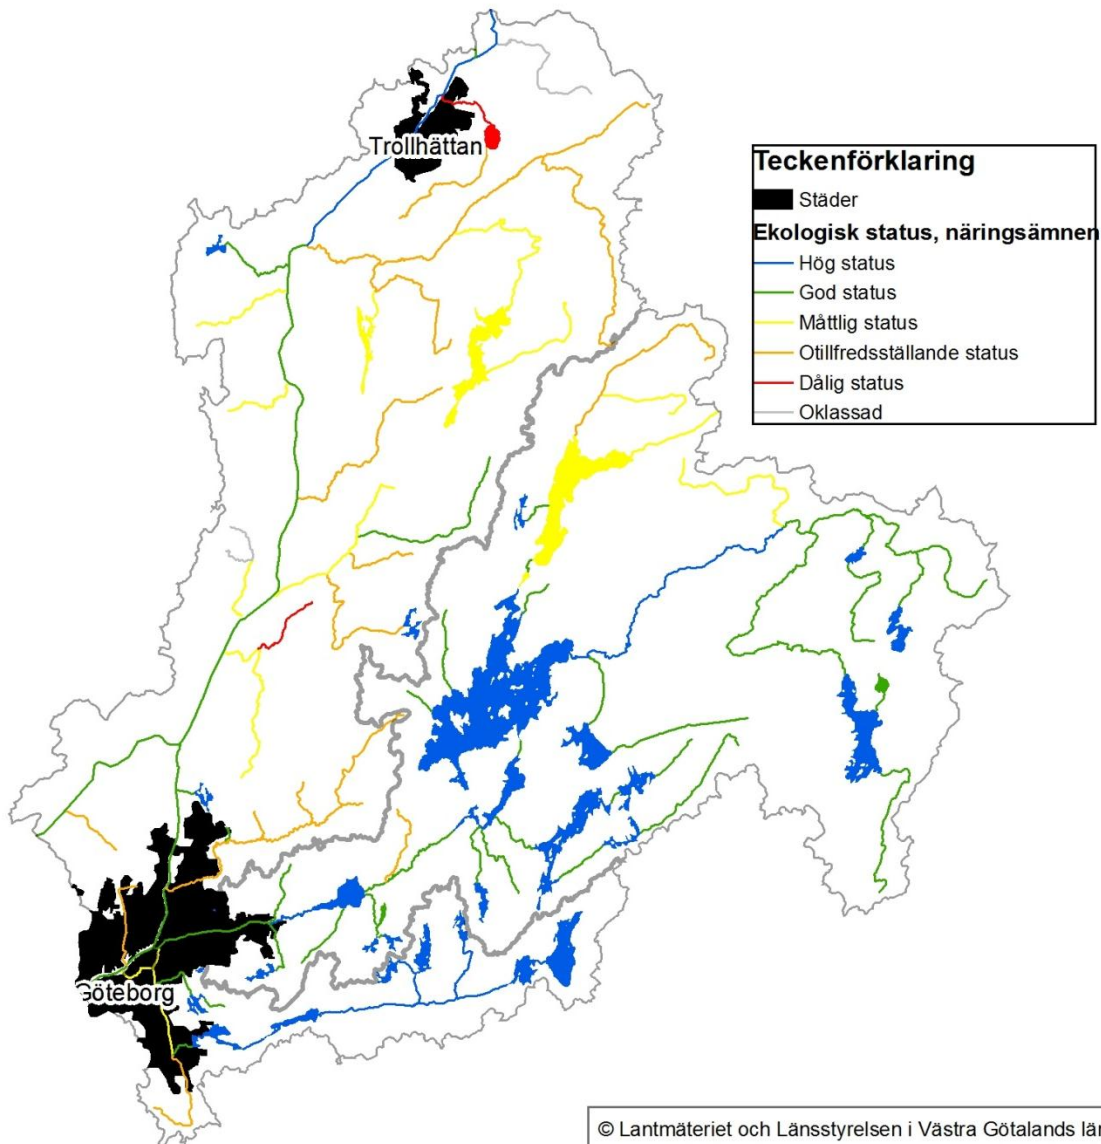 Trollhättan
Teckenförklaring
Städer
Ekologisk status, näringsämnen
Hög status
God status
Måttlig status
Otillfredsställande status
Dålig status
Oklassad
Göteborg
© Lantmäteriet och Länsstyrelsen i Västra Götalands lär